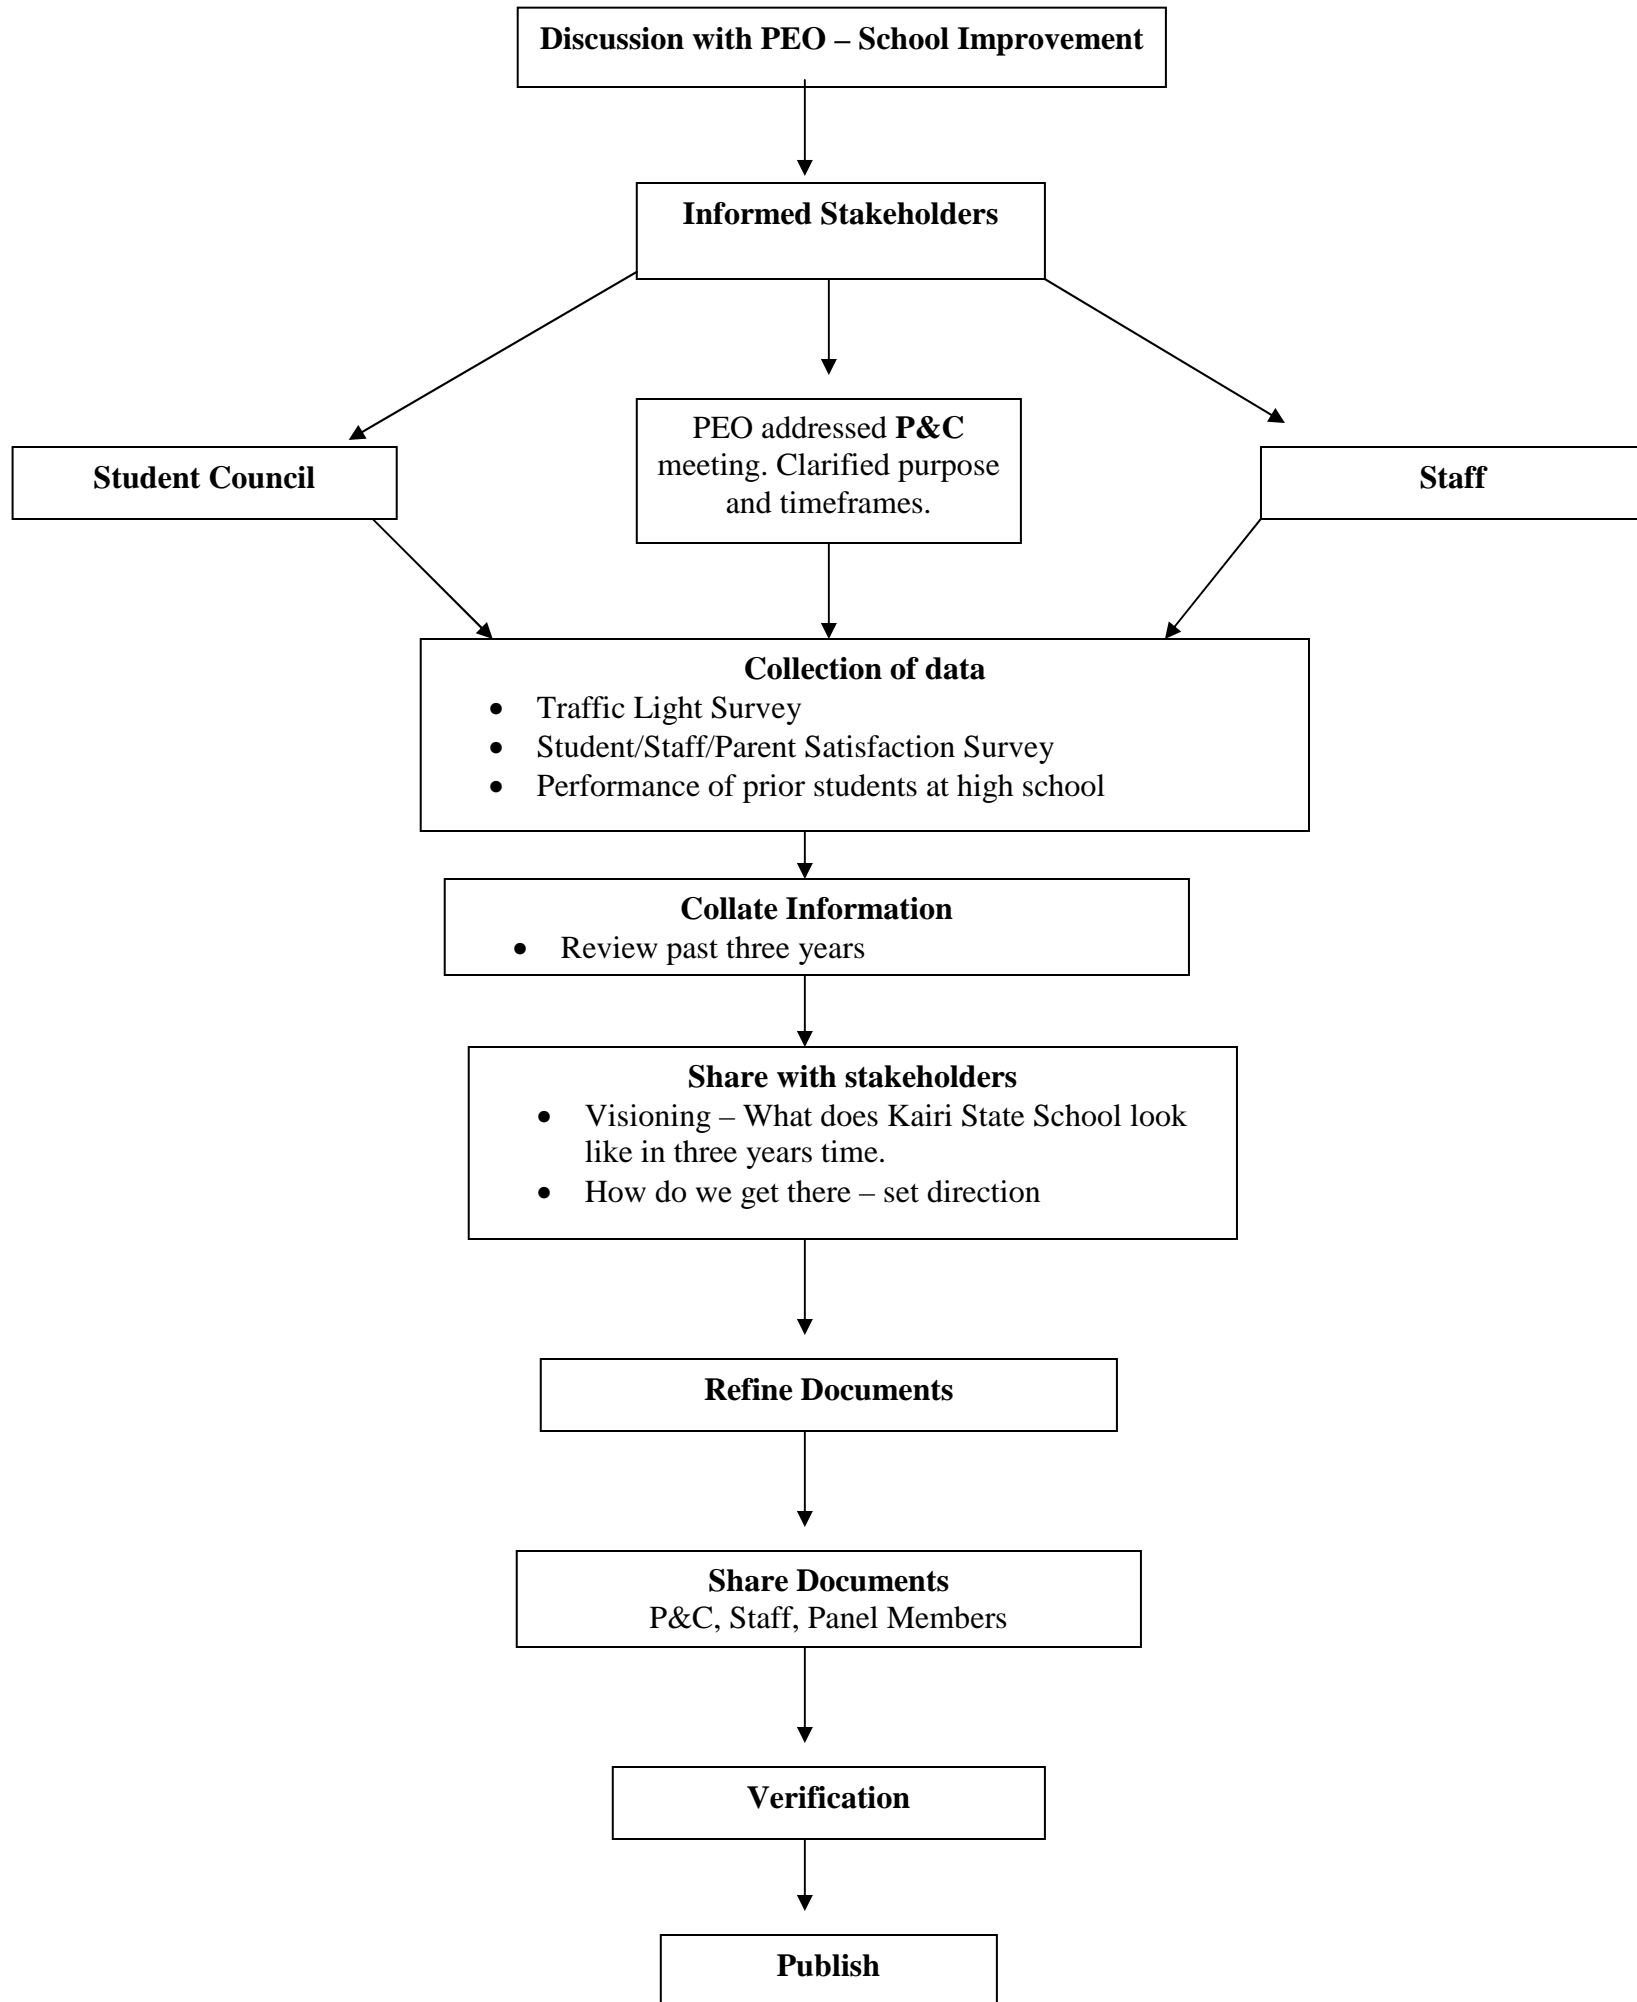 Discussion with PEO – School Improvement
Informed Stakeholders
Student Council
PEO addressed P&C
meeting. Clarified purpose
and timeframes.
Staff
Collection of data
• Traffic Light Survey
• Student/Staff/Parent Satisfaction Survey
• Performance of prior students at high school
Collate Information
• Review past three years
Share with stakeholders
• Visioning – What does Kairi State School look
like in three years time.
• How do we get there – set direction
Refine Documents
Share Documents
P&C, Staff, Panel Members
Verification
Publish